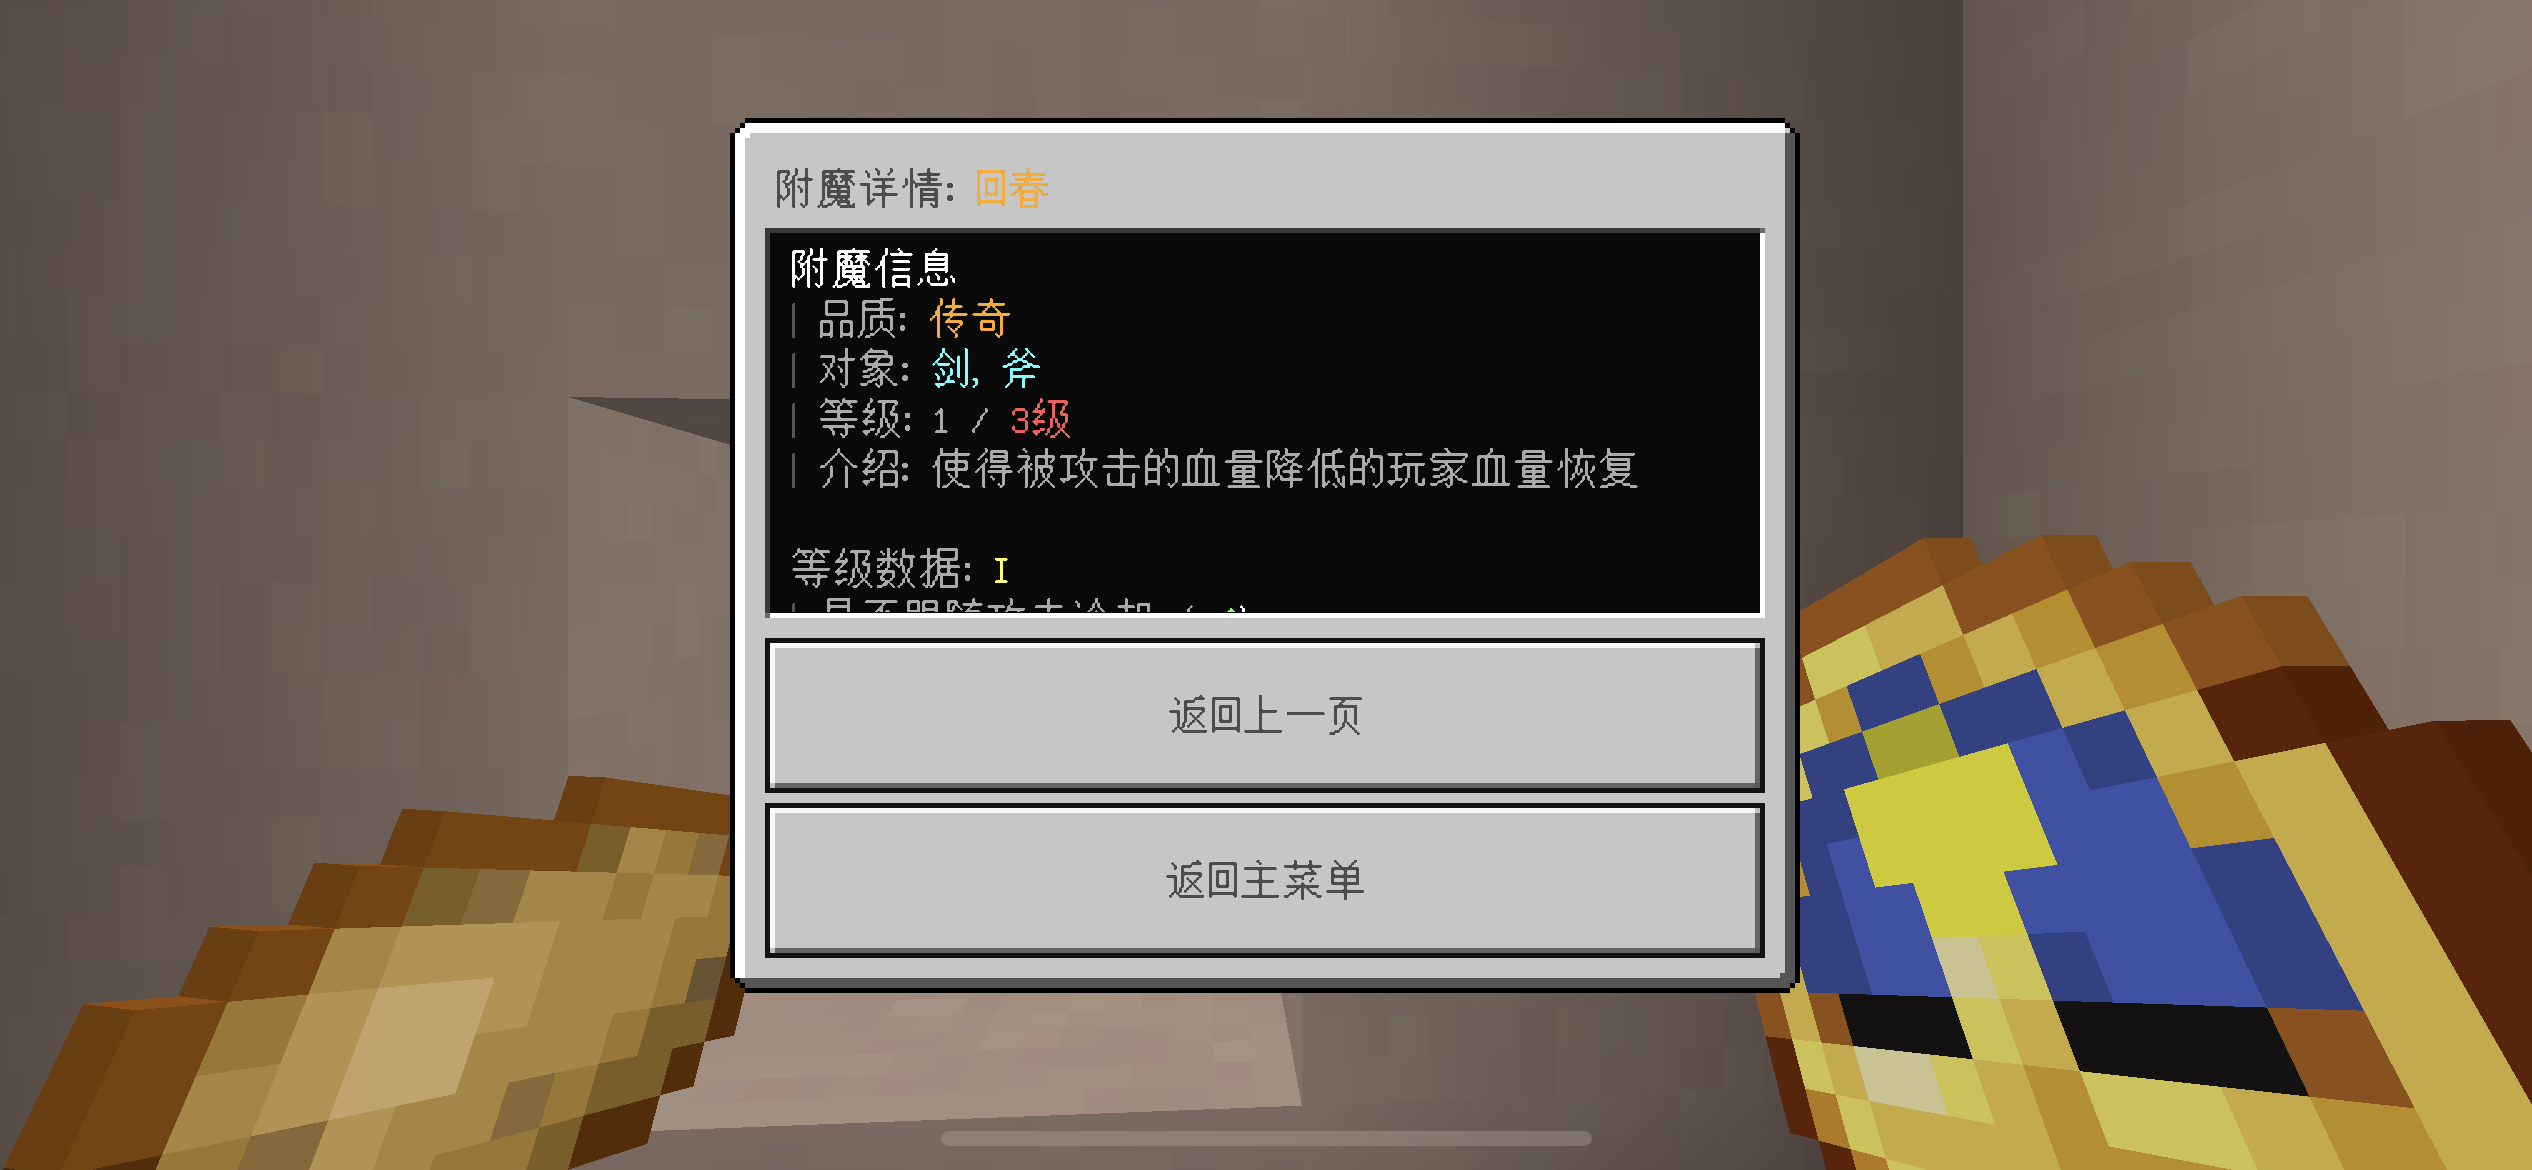 附魔详情: 回春
附魔信息
| 品质: 传奇
| 对象: 剑, 斧
| 等级: 1 / 3级
| 介绍: 使得被攻击的血量降低的玩家血量恢复
等级数据: I
返回上一页
返回主菜单